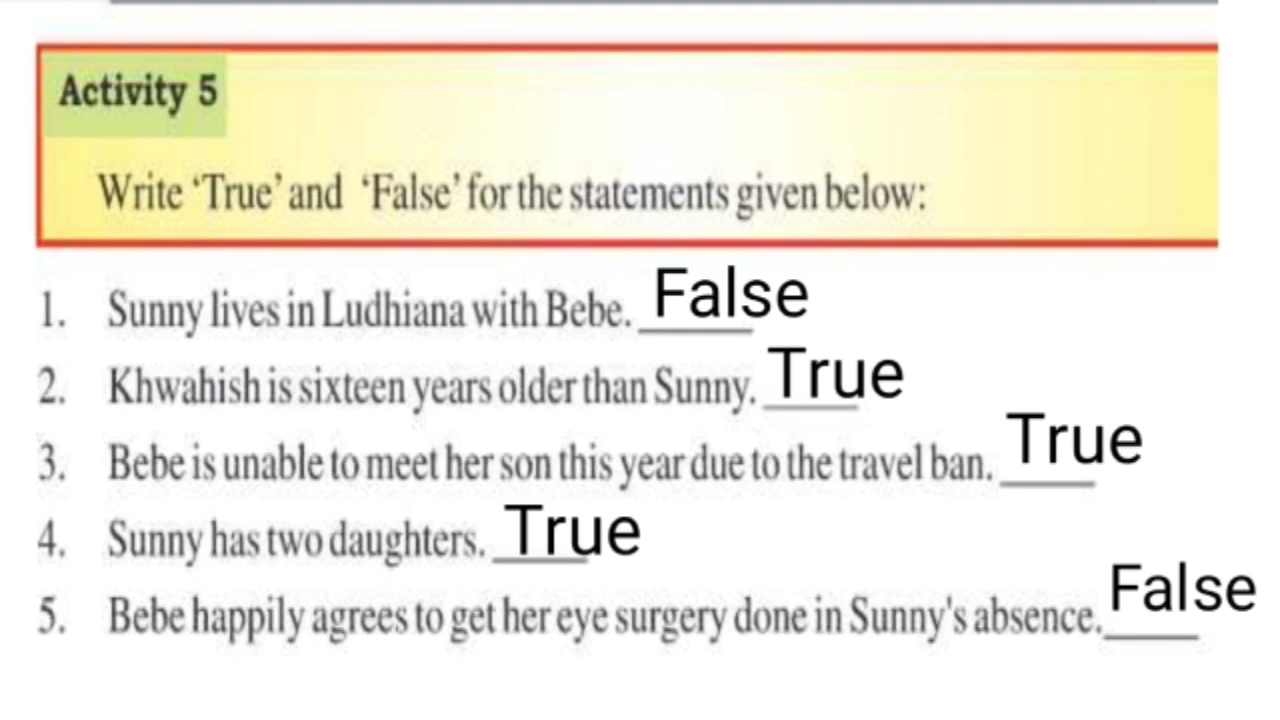 Activity 5
Write ‘True’ and ‘False’ for the statements given below:
1. Sunny lives in Ludhiana with Bebe. False
2. Khwahish is sixteen years older than Sunny. True
3. Bebe is unable to meet her son this year due to the travel ban. True
4. Sunny has two daughters. True
5. Bebe happily agrees to get her eye surgery done in Sunny's absence. False